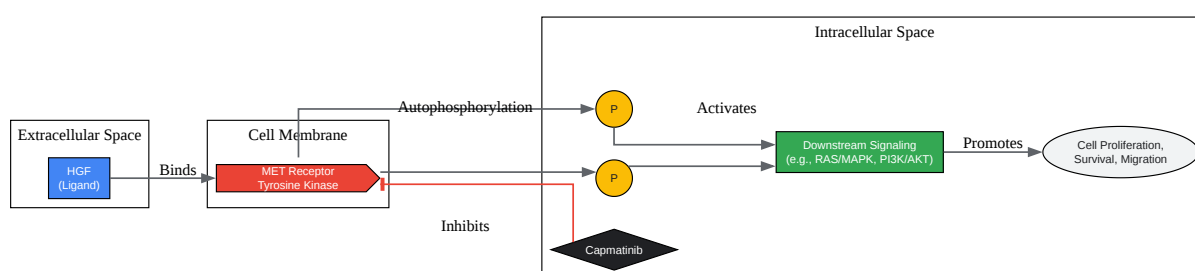 Intracellular Space
Autophosphorylation
P
Activates
Extracellular Space
Cell Membrane
HGF
(Ligand)
Binds
MET Receptor
Tyrosine Kinase
P
Downstream Signaling
(e.g., RAS/MAPK, PI3K/AKT)
Promotes
Cell Proliferation,
Survival, Migration
Inhibits
Capmatinib